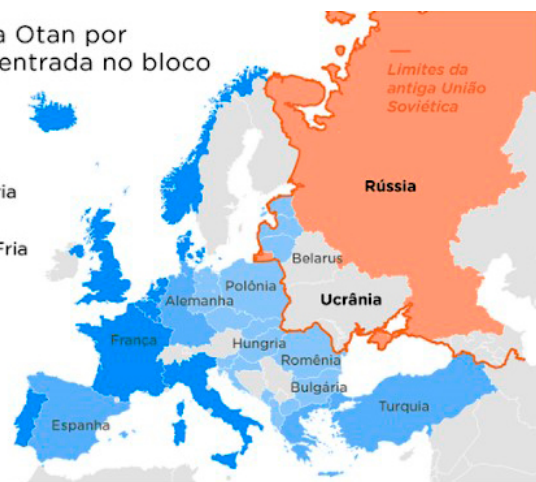 a Otan por
entrada no bloco
Limites da
antiga União
Soviética
ria
Rússia
Fria
Belarus
Polônia
Alemanha
Ucrânia
França
Hungria
Romênia
Bulgária
Turquia
Espanha